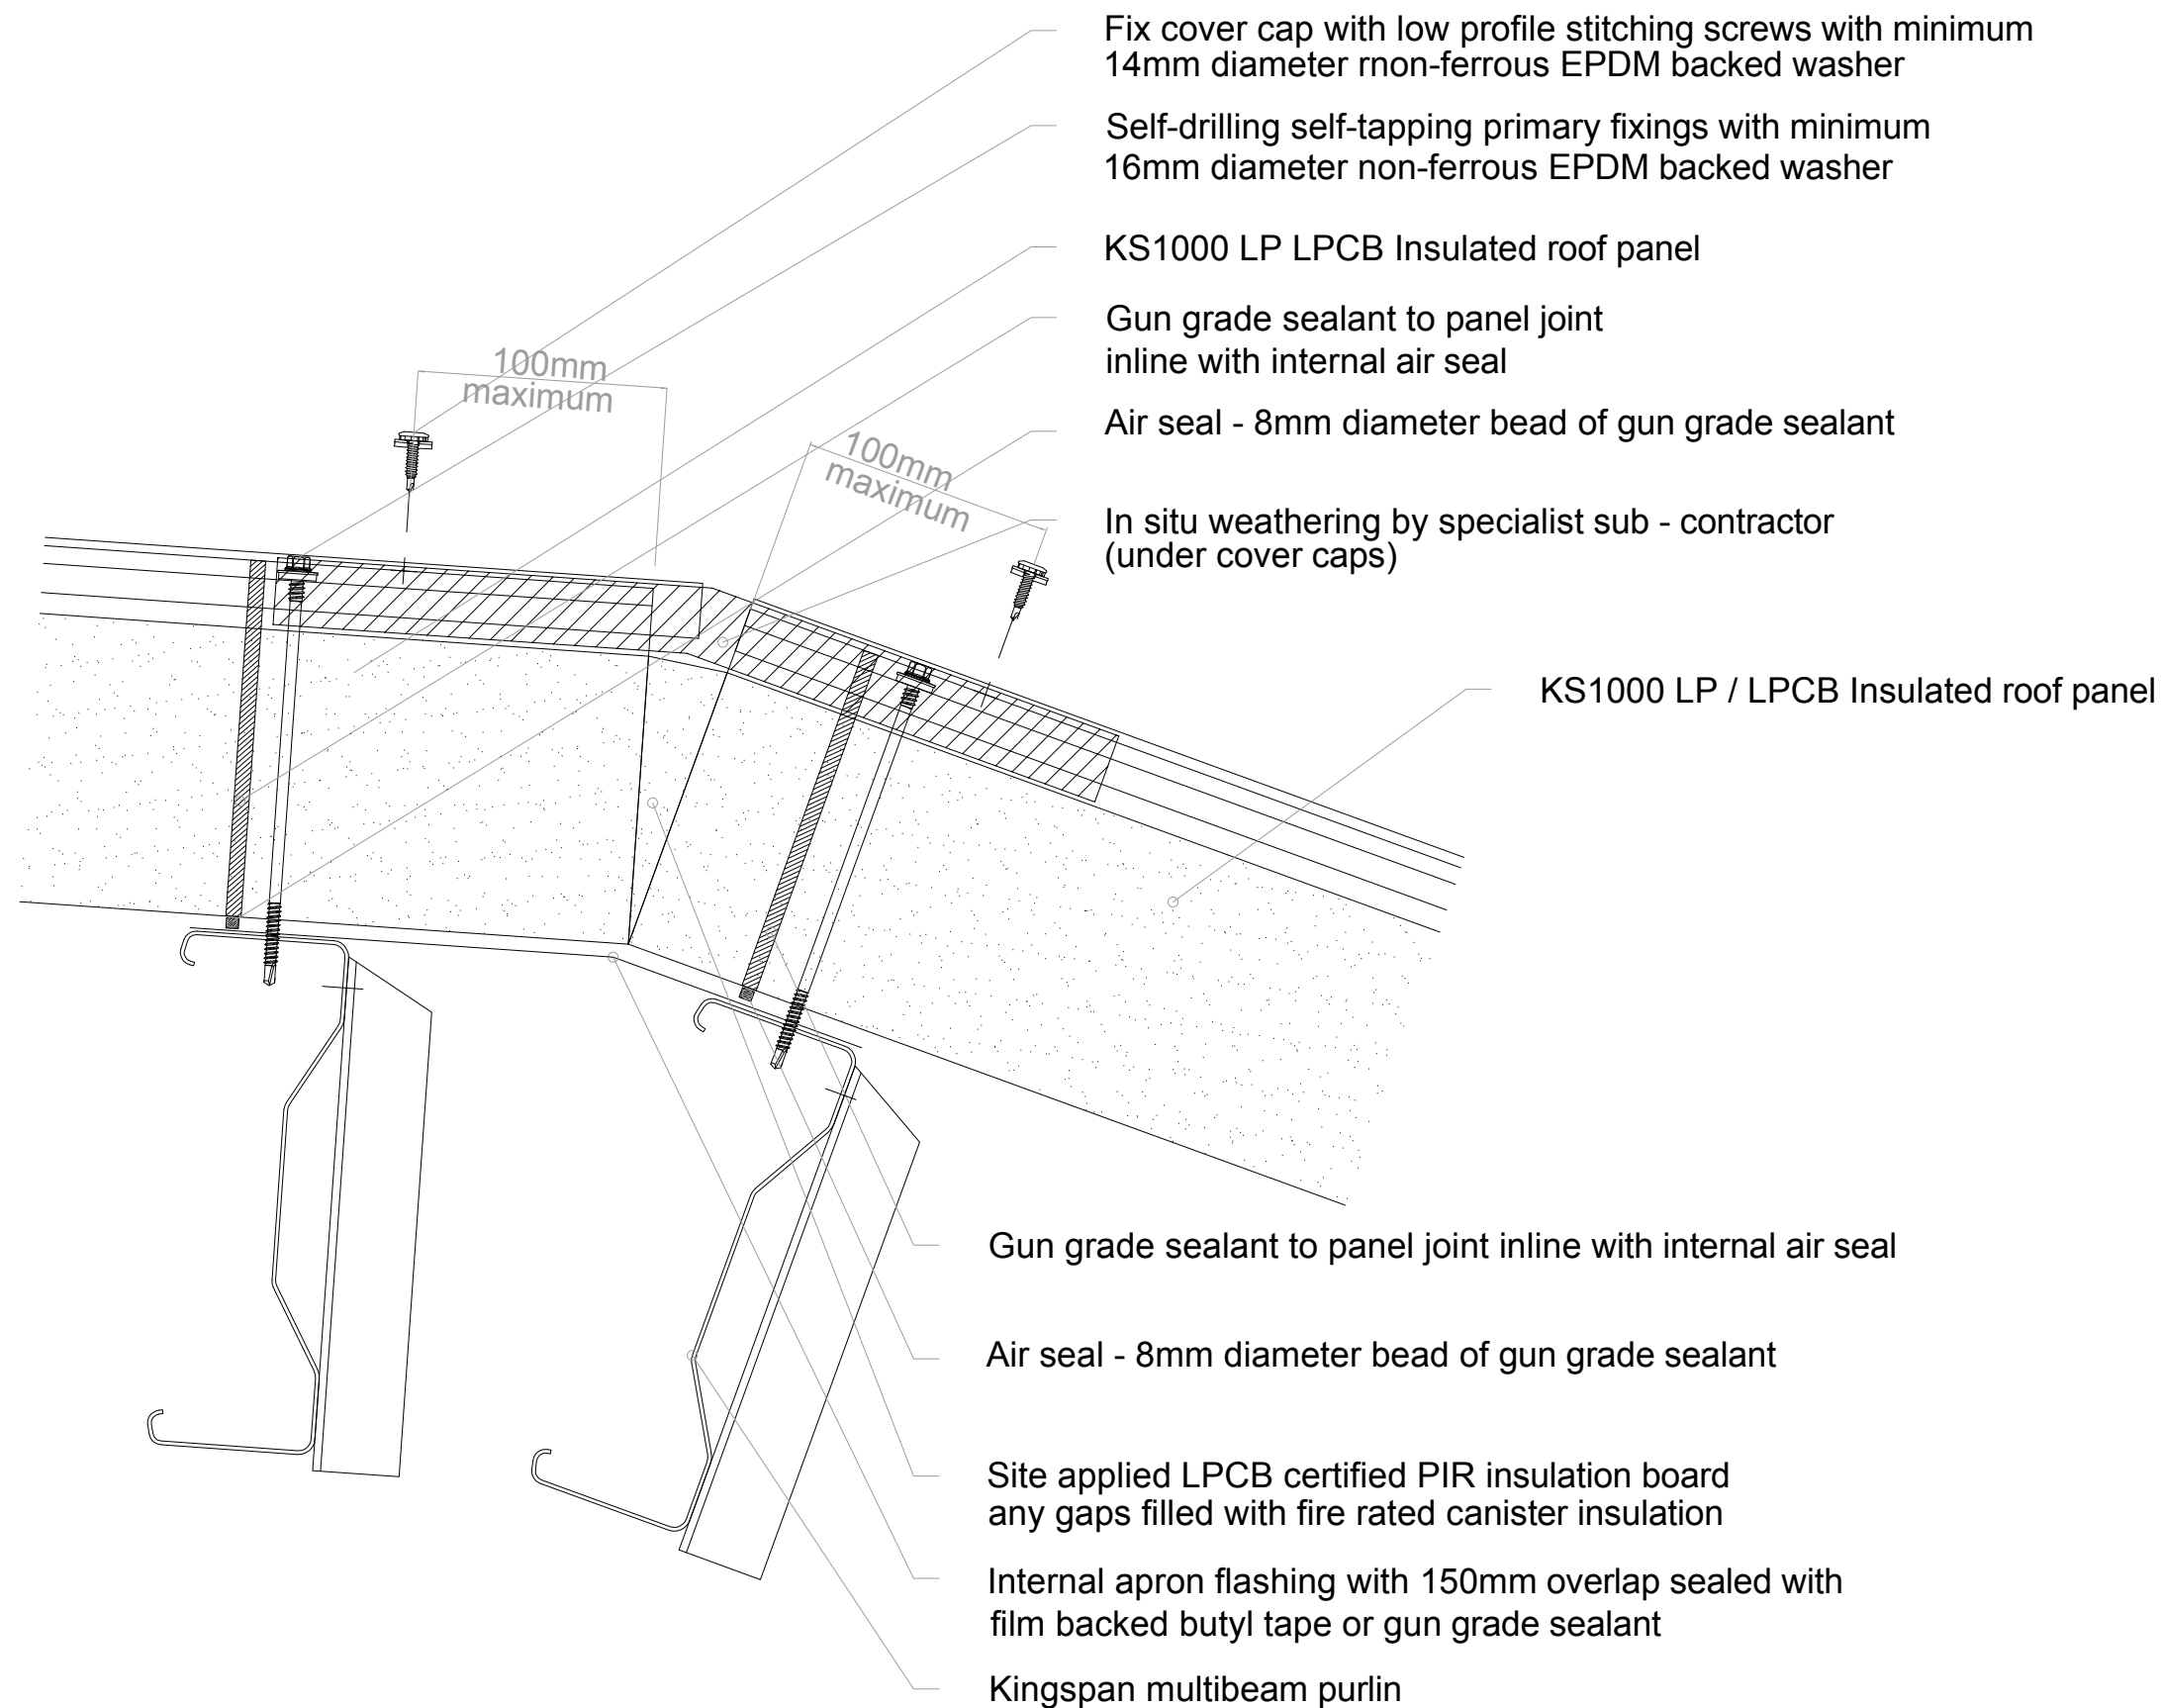 Fix cover cap with low profile stitching screws with minimum
14mm diameter rnon-ferrous EPDM backed washer
Self-drilling self-tapping primary fixings with minimum
16mm diameter non-ferrous EPDM backed washer
KS1000 LP LPCB Insulated roof panel
Gun grade sealant to panel joint
inline with internal air seal
100mm
maximum
Air seal - 8mm diameter bead of gun grade sealant
100mm
maximum
In situ weathering by specialist sub - contractor
(under cover caps)
KS1000 LP / LPCB Insulated roof panel
Gun grade sealant to panel joint inline with internal air seal
Air seal - 8mm diameter bead of gun grade sealant
Site applied LPCB certified PIR insulation board
any gaps filled with fire rated canister insulation
Internal apron flashing with 150mm overlap sealed with
film backed butyl tape or gun grade sealant
Kingspan multibeam purlin